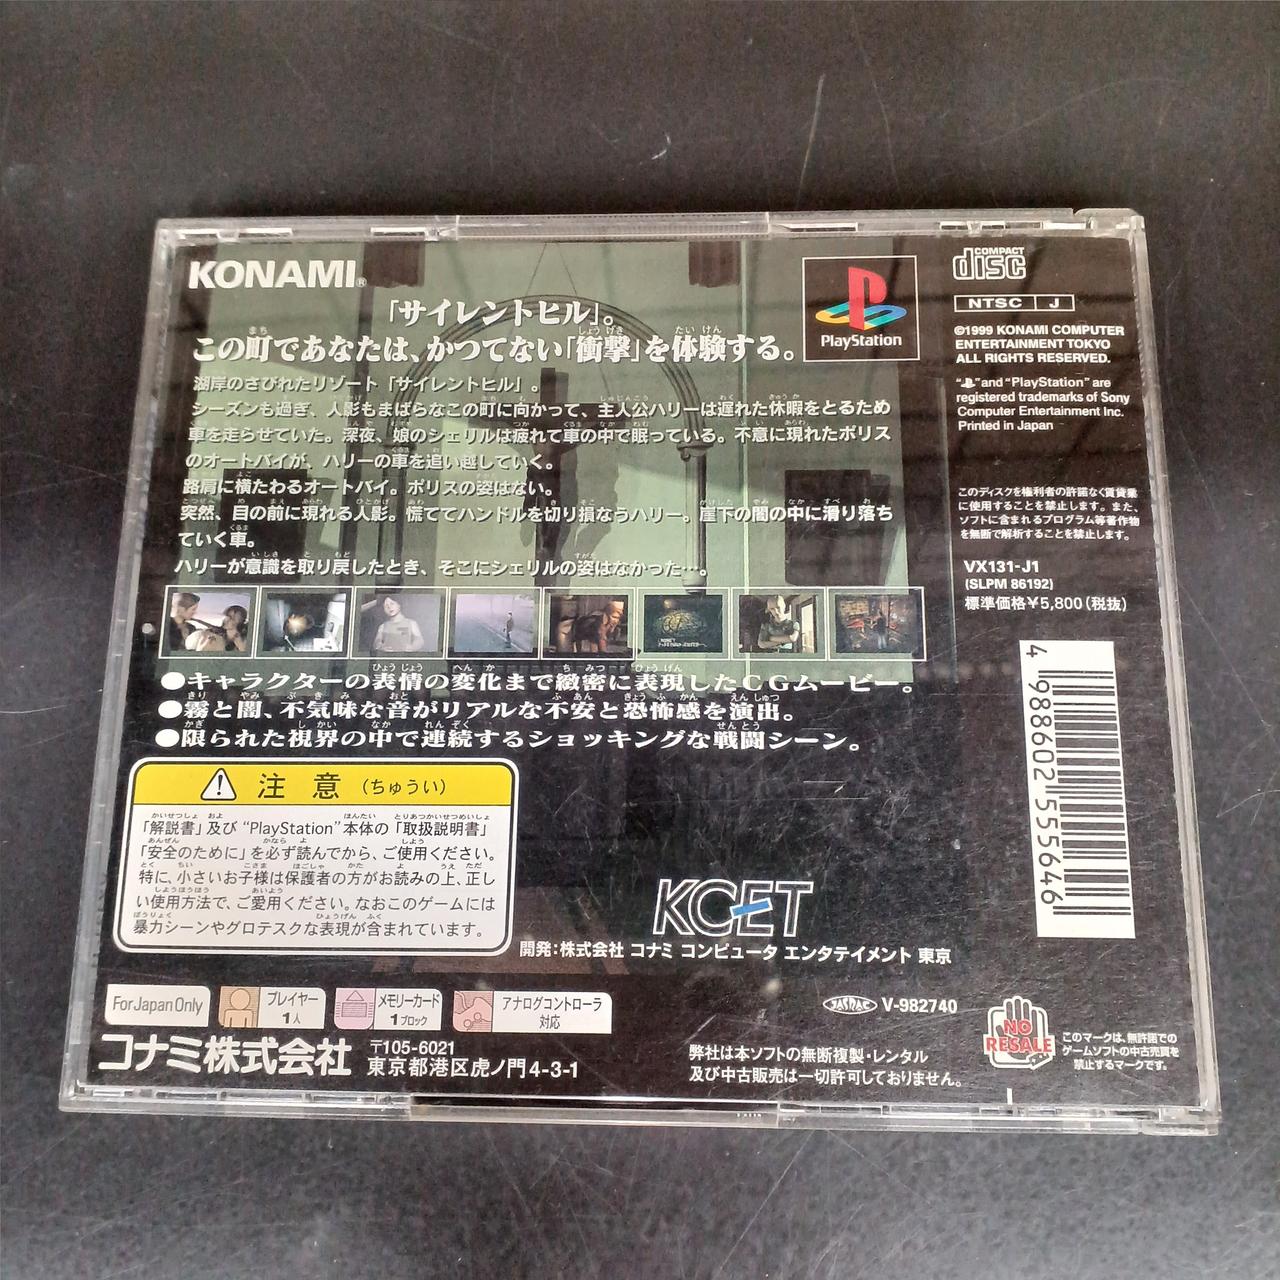 KONAMI®
「サイレントヒル」。
この町であなたは、かつてない「衝撃」を体験する。
湖岸のさびれたリゾート「サイレントヒル」。
シーズンも過ぎ、人影もまばらなこの町に向かって、主人公ハリーは遅れた休暇をとるため
車を走らせていた。深夜、娘のシェリルは疲れて車の中で眠っている。不意に現れたポリス
のオートバイが、ハリーの車を追い越していく。
路肩に横たわるオートバイ。ポリスの姿はない。
突然、目の前に現れる人影。慌ててハンドルを切り損なうハリー。崖下の闇の中に滑り落ち
ていく車。
ハリーが意識を取り戻したとき、そこにシェリルの姿はなかった…。
●キャラクターの表情の変化まで緻密に表現したCGムービー。
●霧と闇、不気味な音がリアルな不安と恐怖感を演出。
●限られた視界の中で連続するショッキングな戦闘シーン。
注意(ちゅうい)
「解説書」及び“PlayStation”本体の「取扱説明書」
「安全のために」を必ず読んでから、ご使用ください。
特に、小さいお子様は保護者の方がお読みの上、正し
い使用方法で、ご愛用ください。なおこのゲームには
暴力シーンやグロテスクな表現が含まれています。
KCET
開発:株式会社 コナミ コンピュータ エンタテイメント 東京
For Japan Only
プレイヤー
1人
メモリーカード
1ブロック
アナログコントローラ
対応
コナミ株式会社
〒105-6021
東京都港区虎ノ門4-3-1
PlayStation
COMPACT
disc
NTSC J
©1999 KONAMI COMPUTER
ENTERTAINMENT TOKYO
ALL RIGHTS RESERVED.
“ ” and “PlayStation” are
registered trademarks of Sony
Computer Entertainment Inc.
Printed in Japan
このディスクを権利者の許諾なく賃貸業
に使用することを禁止します。また、
ソフトに含まれるプログラム等著作物
を無断で解析することを禁止します。
VX131-J1
(SLPM 86192)
標準価格¥5,800(税抜)
4 988602 555646
JASRAC V-982740
弊社は本ソフトの無断複製・レンタル
及び中古販売は一切許可しておりません。
NO
RESALE
このマークは、無許諾での
ゲームソフトの中古売買を
禁止するマークです。